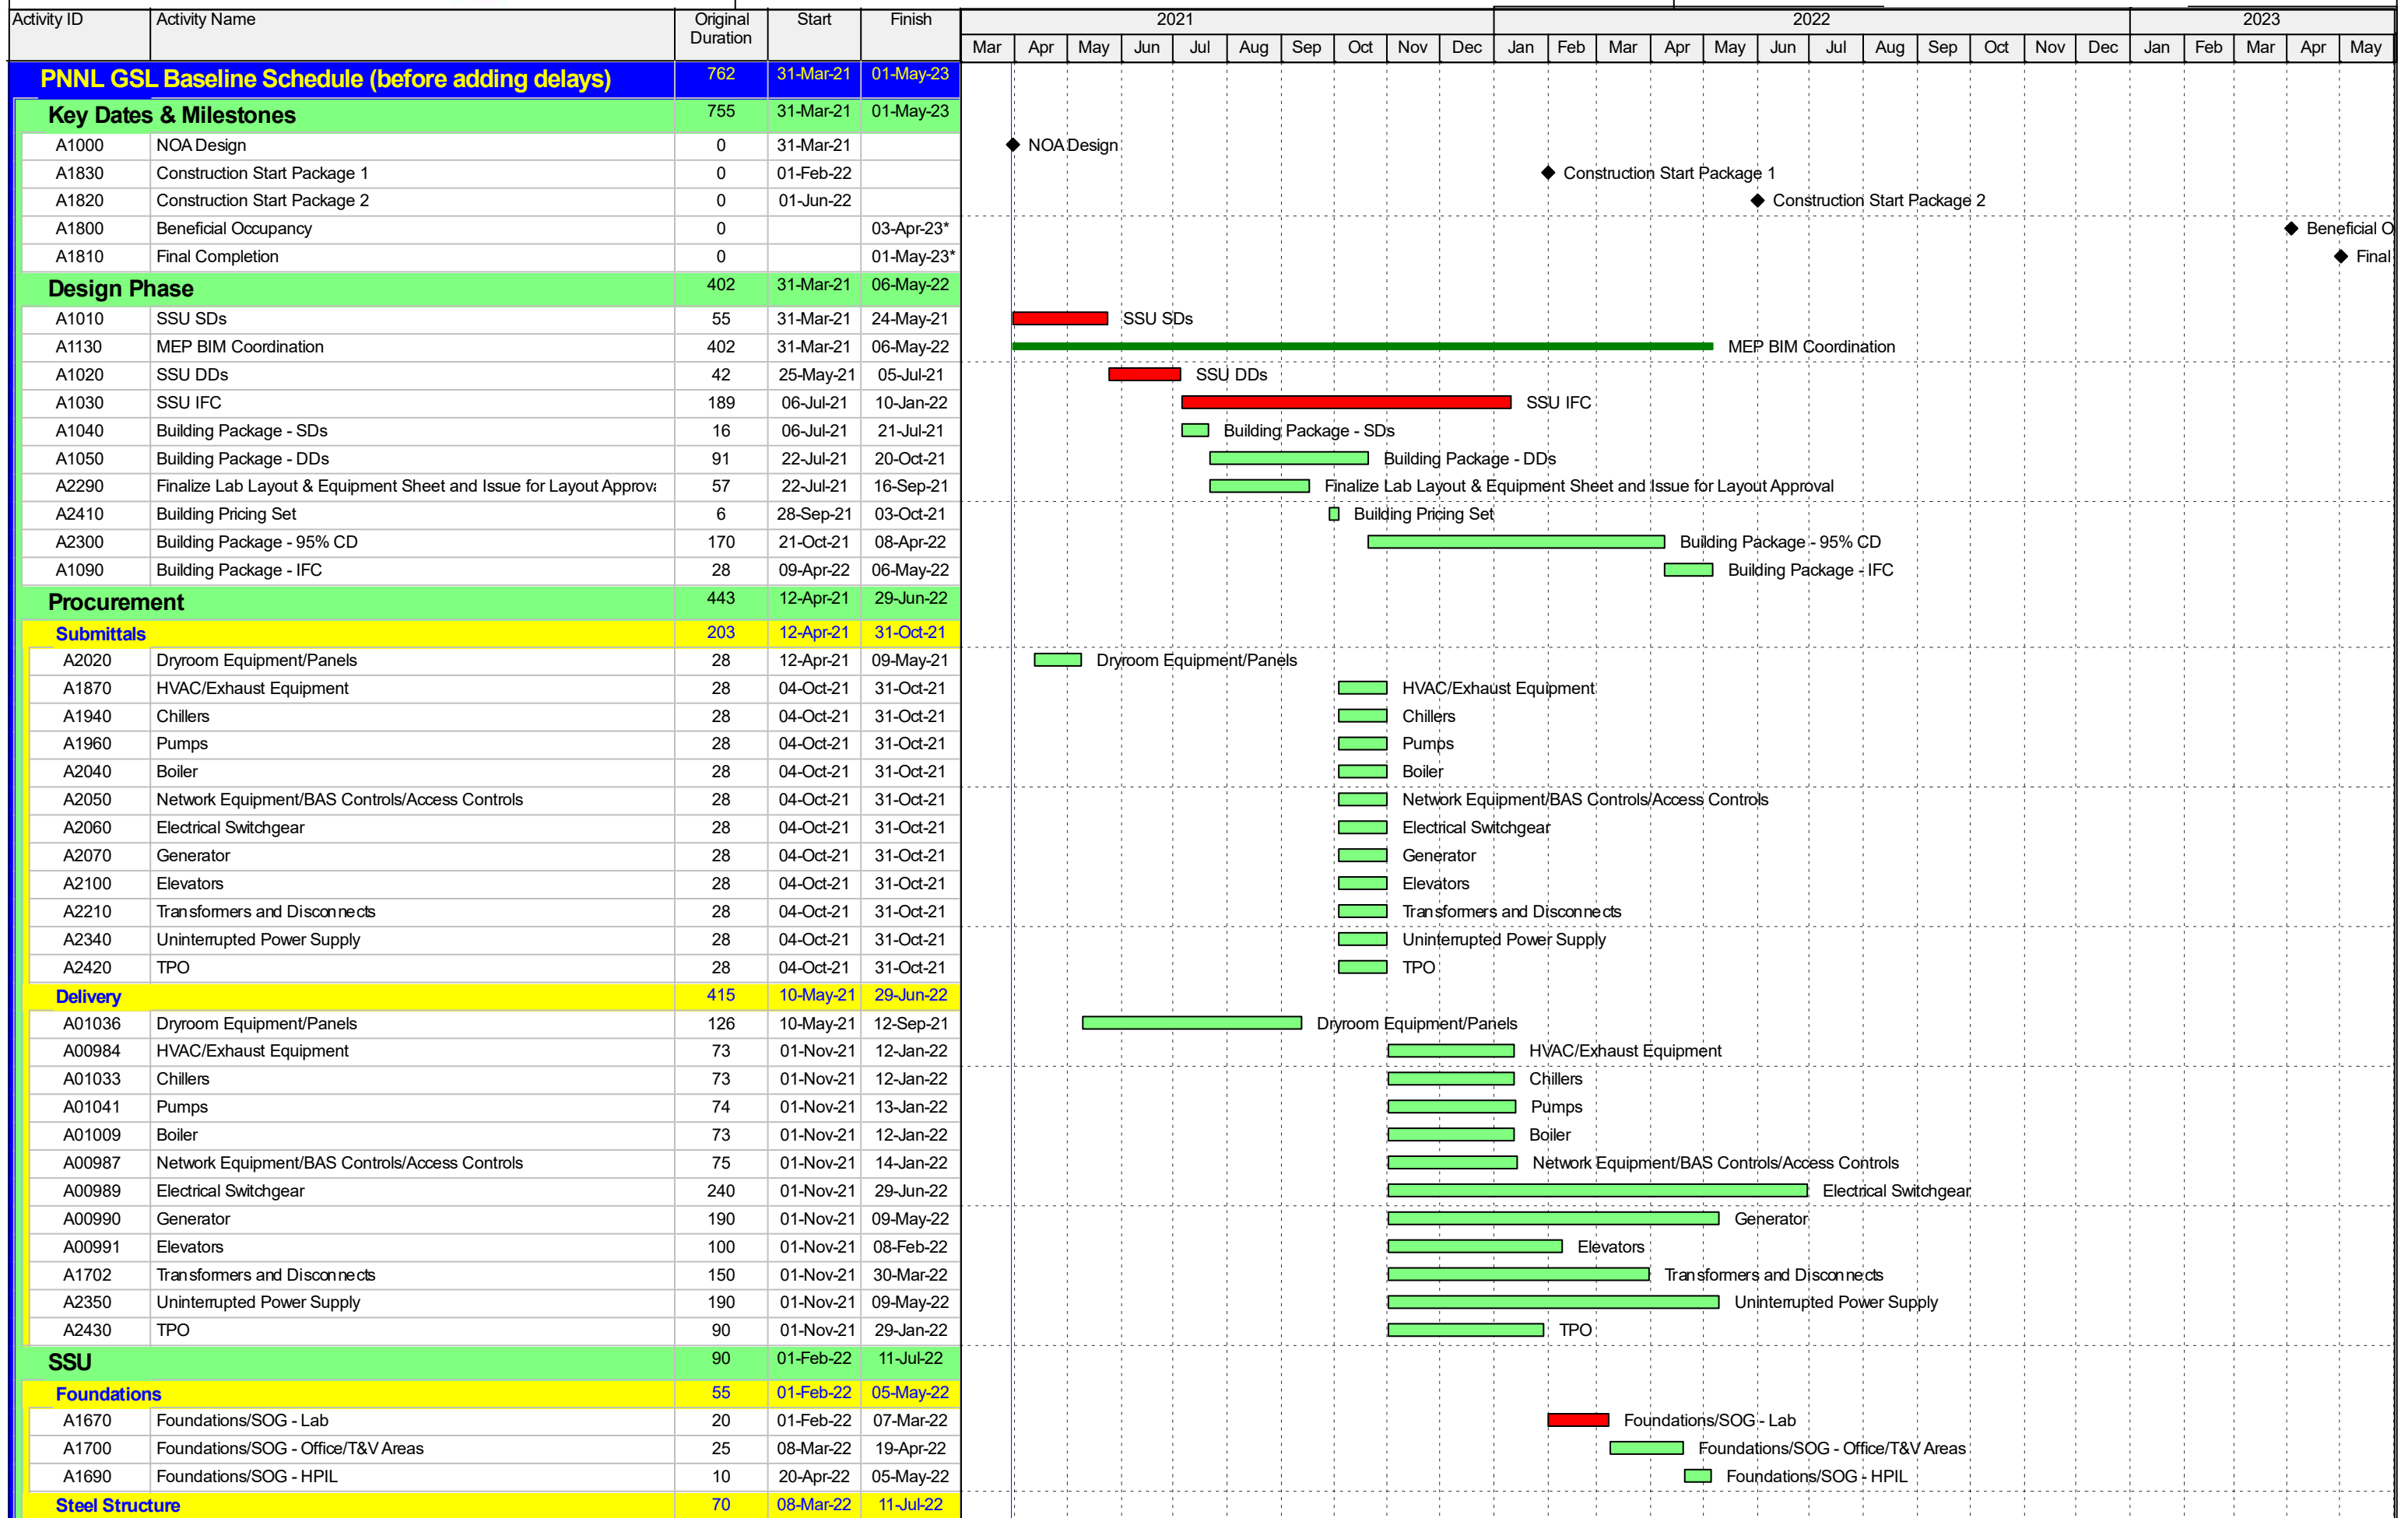 Activity ID Activity Name Original Duration Start Finish 2021 2022 2023
Mar Apr May Jun Jul Aug Sep Oct Nov Dec Jan Feb Mar Apr May Jun Jul Aug Sep Oct Nov Dec Jan Feb Mar Apr May
PNNL GSL Baseline Schedule (before adding delays) 762 31-Mar-21 01-May-23
Key Dates & Milestones 755 31-Mar-21 01-May-23
A1000 NOA Design 0 31-Mar-21 NOA Design
A1830 Construction Start Package 1 0 01-Feb-22 Construction Start Package 1
A1820 Construction Start Package 2 0 01-Jun-22 Construction Start Package 2
A1800 Beneficial Occupancy 0 03-Apr-23* Beneficial O
A1810 Final Completion 0 01-May-23* Final
Design Phase 402 31-Mar-21 06-May-22
A1010 SSU SDs 55 31-Mar-21 24-May-21 SSU SDs
A1130 MEP BIM Coordination 402 31-Mar-21 06-May-22 MEP BIM Coordination
A1020 SSU DDs 42 25-May-21 05-Jul-21 SSU DDs
A1030 SSU IFC 189 06-Jul-21 10-Jan-22 SSU IFC
A1040 Building Package - SDs 16 06-Jul-21 21-Jul-21 Building Package - SDs
A1050 Building Package - DDs 91 22-Jul-21 20-Oct-21 Building Package - DDs
A2290 Finalize Lab Layout & Equipment Sheet and Issue for Layout Approva 57 22-Jul-21 16-Sep-21 Finalize Lab Layout & Equipment Sheet and Issue for Layout Approval
A2410 Building Pricing Set 6 28-Sep-21 03-Oct-21 Building Pricing Set
A2300 Building Package - 95% CD 170 21-Oct-21 08-Apr-22 Building Package - 95% CD
A1090 Building Package - IFC 28 09-Apr-22 06-May-22 Building Package - IFC
Procurement 443 12-Apr-21 29-Jun-22
Submittals 203 12-Apr-21 31-Oct-21
A2020 Dryroom Equipment/Panels 28 12-Apr-21 09-May-21 Dryroom Equipment/Panels
A1870 HVAC/Exhaust Equipment 28 04-Oct-21 31-Oct-21 HVAC/Exhaust Equipment
A1940 Chillers 28 04-Oct-21 31-Oct-21 Chillers
A1960 Pumps 28 04-Oct-21 31-Oct-21 Pumps
A2040 Boiler 28 04-Oct-21 31-Oct-21 Boiler
A2050 Network Equipment/BAS Controls/Access Controls 28 04-Oct-21 31-Oct-21 Network Equipment/BAS Controls/Access Controls
A2060 Electrical Switchgear 28 04-Oct-21 31-Oct-21 Electrical Switchgear
A2070 Generator 28 04-Oct-21 31-Oct-21 Generator
A2100 Elevators 28 04-Oct-21 31-Oct-21 Elevators
A2210 Transformers and Disconnects 28 04-Oct-21 31-Oct-21 Transformers and Disconnects
A2340 Uninterrupted Power Supply 28 04-Oct-21 31-Oct-21 Uninterrupted Power Supply
A2420 TPO 28 04-Oct-21 31-Oct-21 TPO
Delivery 415 10-May-21 29-Jun-22
A01036 Dryroom Equipment/Panels 126 10-May-21 12-Sep-21 Dryroom Equipment/Panels
A00984 HVAC/Exhaust Equipment 73 01-Nov-21 12-Jan-22 HVAC/Exhaust Equipment
A01033 Chillers 73 01-Nov-21 12-Jan-22 Chillers
A01041 Pumps 74 01-Nov-21 13-Jan-22 Pumps
A01009 Boiler 73 01-Nov-21 12-Jan-22 Boiler
A00987 Network Equipment/BAS Controls/Access Controls 75 01-Nov-21 14-Jan-22 Network Equipment/BAS Controls/Access Controls
A00989 Electrical Switchgear 240 01-Nov-21 29-Jun-22 Electrical Switchgear
A00990 Generator 190 01-Nov-21 09-May-22 Generator
A00991 Elevators 100 01-Nov-21 08-Feb-22 Elevators
A1702 Transformers and Disconnects 150 01-Nov-21 30-Mar-22 Transformers and Disconnects
A2350 Uninterrupted Power Supply 190 01-Nov-21 09-May-22 Uninterrupted Power Supply
A2430 TPO 90 01-Nov-21 29-Jan-22 TPO
SSU 90 01-Feb-22 11-Jul-22
Foundations 55 01-Feb-22 05-May-22
A1670 Foundations/SOG - Lab 20 01-Feb-22 07-Mar-22 Foundations/SOG - Lab
A1700 Foundations/SOG - Office/T&V Areas 25 08-Mar-22 19-Apr-22 Foundations/SOG - Office/T&V Areas
A1690 Foundations/SOG - HPIL 10 20-Apr-22 05-May-22 Foundations/SOG - HPIL
Steel Structure 70 08-Mar-22 11-Jul-22